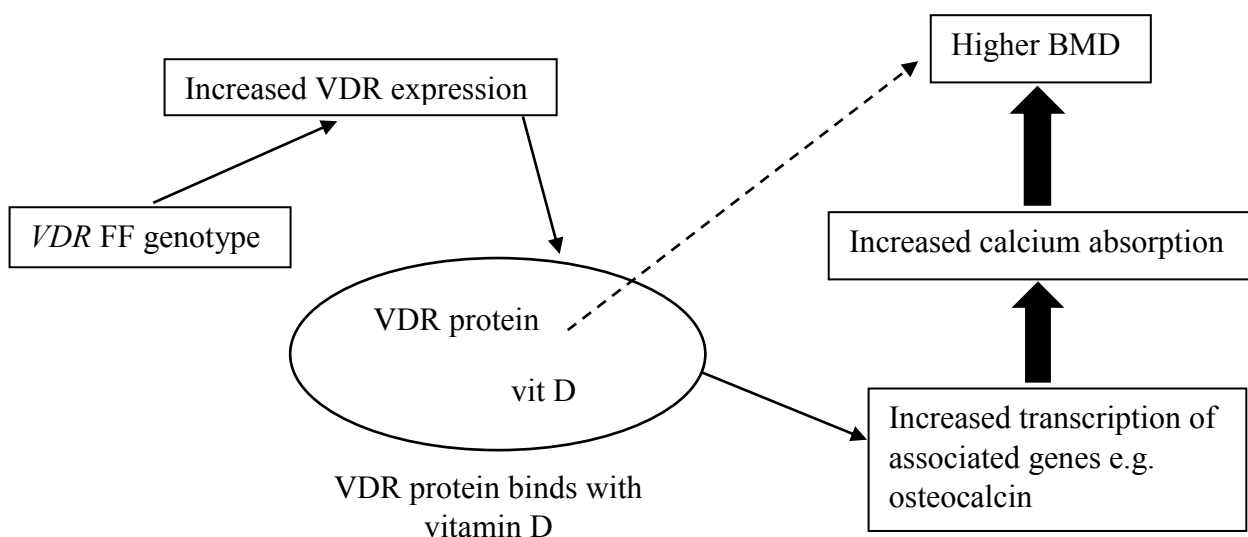 Higher BMD
Increased VDR expression
VDR FF genotype
Increased calcium absorption
VDR protein
vit D
Increased transcription of
associated genes e.g.
osteocalcin
VDR protein binds with
vitamin D